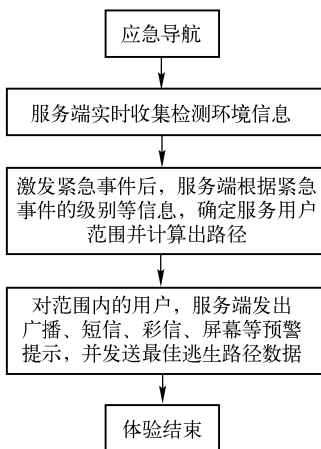 应急导航
服务端实时收集检测环境信息
激发紧急事件后，服务端根据紧急
事件的级别等信息，确定服务用户
范围并计算出路径
对范围内的用户，服务端发出
广播、短信、彩信、屏幕等预警
提示，并发送最佳逃生路径数据
体验结束